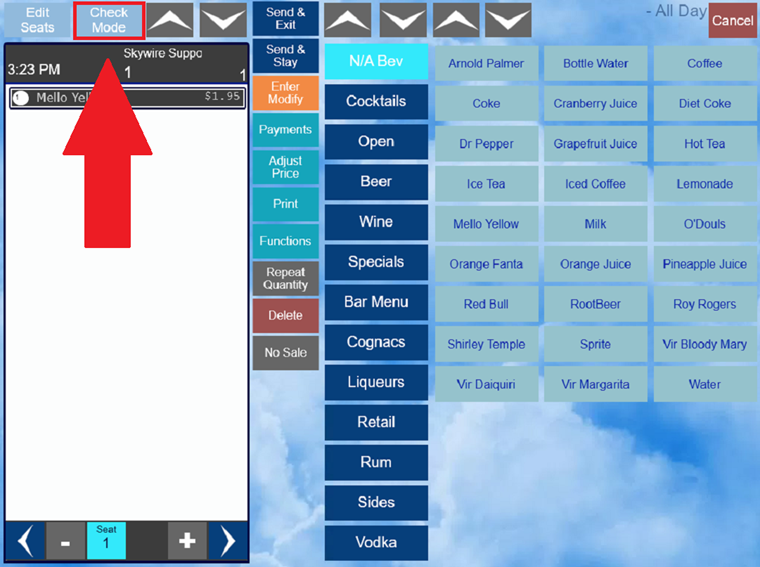 Edit
Seats
Check
Mode
Send &
Exit
- All Day
Cancel
Skywire Suppo
3:23 PM
1
1
1
Mello Yel
$1.95
Send &
Stay
Enter
Modify
Payments
Adjust
Price
Print
Functions
Repeat
Quantity
Delete
No Sale
N/A Bev
Cocktails
Open
Beer
Wine
Specials
Bar Menu
Cognacs
Liqueurs
Retail
Rum
Sides
Vodka
Arnold Palmer
Bottle Water
Coffee
Coke
Cranberry Juice
Diet Coke
Dr Pepper
Grapefruit Juice
Hot Tea
Ice Tea
Iced Coffee
Lemonade
Mello Yellow
Milk
O'Douls
Orange Fanta
Orange Juice
Pineapple Juice
Red Bull
RootBeer
Roy Rogers
Shirley Temple
Sprite
Vir Bloody Mary
Vir Daiquiri
Vir Margarita
Water
-
Seat
1
+